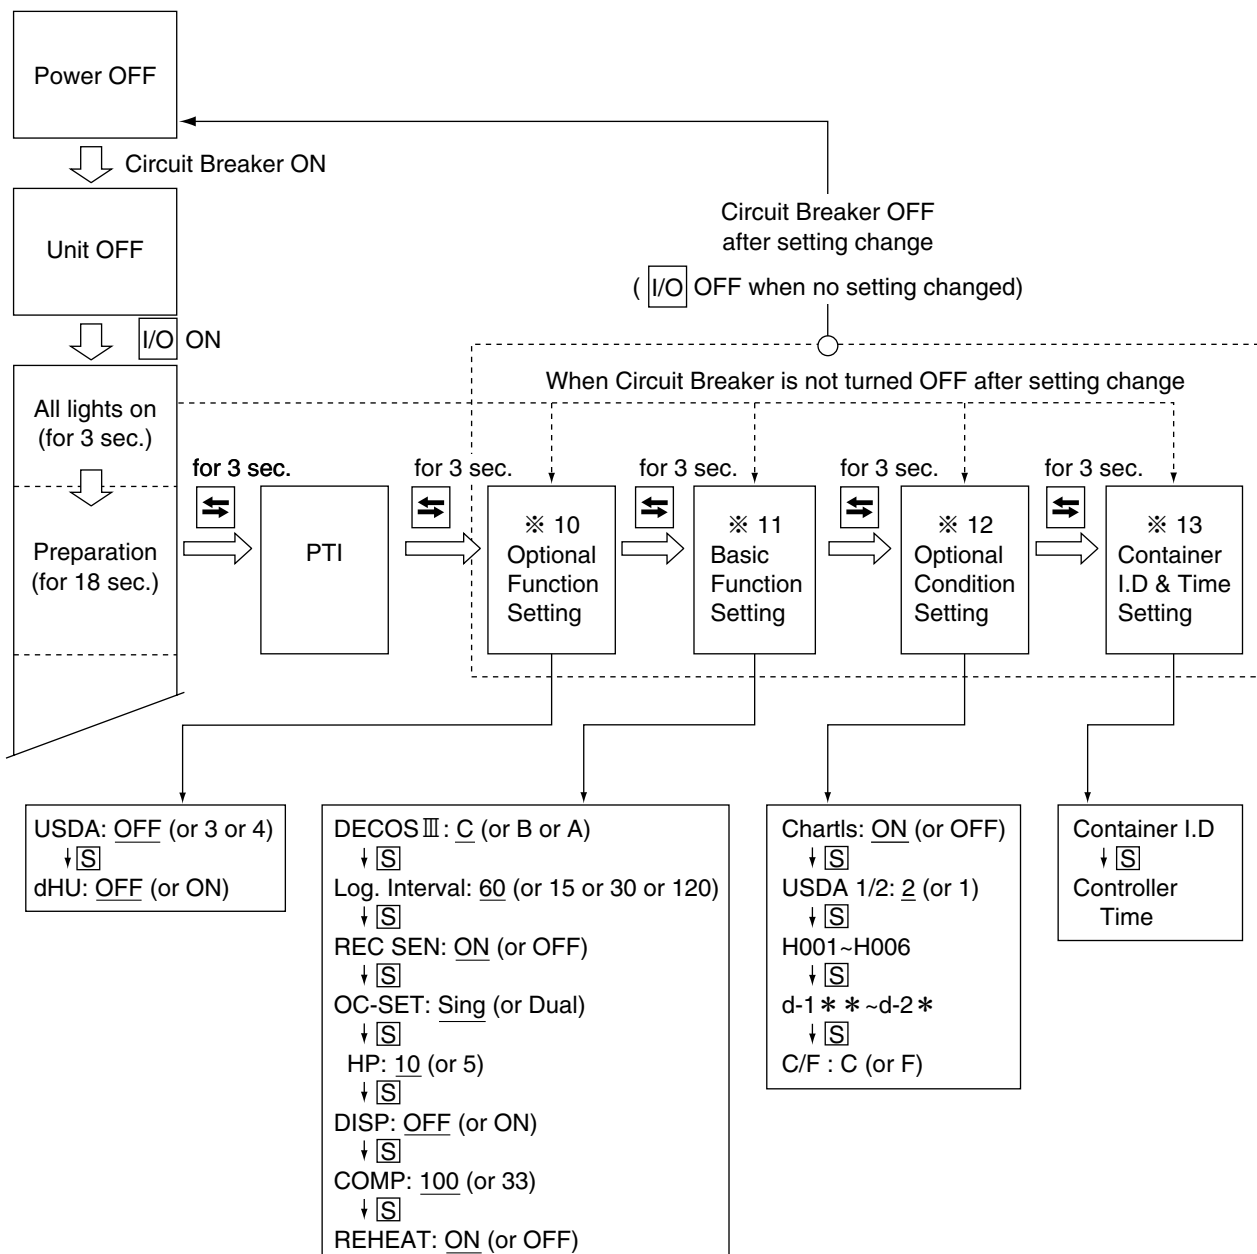 Power OFF
Circuit Breaker ON
Unit OFF
I/O ON
Circuit Breaker OFF
after setting change
( I/O OFF when no setting changed)
When Circuit Breaker is not turned OFF after setting change
All lights on
(for 3 sec.)
Preparation
(for 18 sec.)
for 3 sec.
PTI
for 3 sec.
※ 10
Optional
Function
Setting
for 3 sec.
※ 11
Basic
Function
Setting
for 3 sec.
※ 12
Optional
Condition
Setting
for 3 sec.
※ 13
Container
I.D & Time
Setting
USDA: OFF (or 3 or 4)
S
dHU: OFF (or ON)
DECOSⅢ: C (or B or A)
S
Log. Interval: 60 (or 15 or 30 or 120)
S
REC SEN: ON (or OFF)
S
OC-SET: Sing (or Dual)
S
HP: 10 (or 5)
S
DISP: OFF (or ON)
S
COMP: 100 (or 33)
S
REHEAT: ON (or OFF)
Chartls: ON (or OFF)
S
USDA 1/2: 2 (or 1)
S
H001~H006
S
d-1＊＊~d-2＊
S
C/F : C (or F)
Container I.D
S
Controller
Time